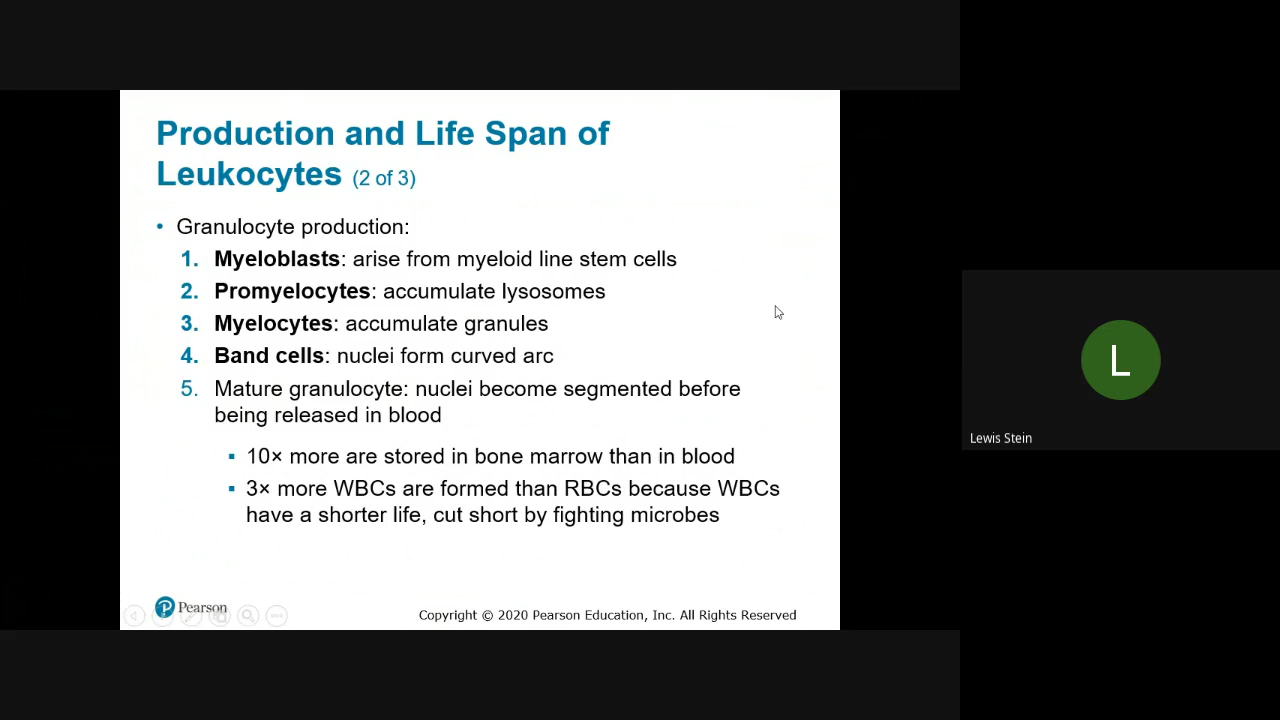 Production and Life Span of
Leukocytes (2 of 3)
• Granulocyte production:
1. Myeloblasts: arise from myeloid line stem cells
2. Promyelocytes: accumulate lysosomes
3. Myelocytes: accumulate granules
4. Band cells: nuclei form curved arc
5. Mature granulocyte: nuclei become segmented before
being released in blood
▪ 10× more are stored in bone marrow than in blood
▪ 3× more WBCs are formed than RBCs because WBCs
have a shorter life, cut short by fighting microbes
P Pearson
Copyright © 2020 Pearson Education, Inc. All Rights Reserved
L
Lewis Stein